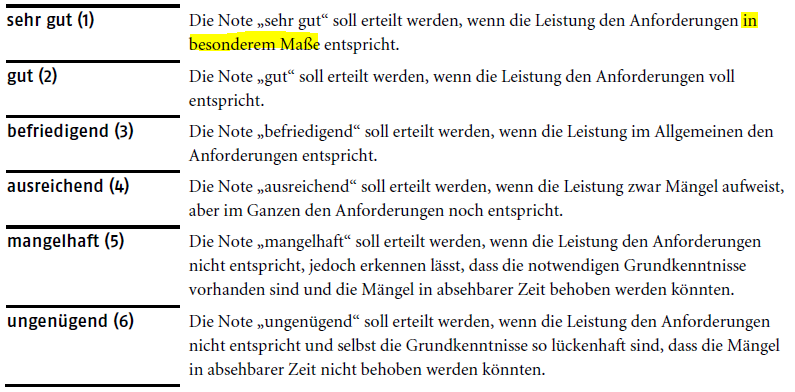 sehr gut (1) Die Note „sehr gut“ soll erteilt werden, wenn die Leistung den Anforderungen in
besonderem Maße entspricht.
gut (2) Die Note „gut“ soll erteilt werden, wenn die Leistung den Anforderungen voll
entspricht.
befriedigend (3) Die Note „befriedigend“ soll erteilt werden, wenn die Leistung im Allgemeinen den
Anforderungen entspricht.
ausreichend (4) Die Note „ausreichend“ soll erteilt werden, wenn die Leistung zwar Mängel aufweist,
aber im Ganzen den Anforderungen noch entspricht.
mangelhaft (5) Die Note „mangelhaft“ soll erteilt werden, wenn die Leistung den Anforderungen
nicht entspricht, jedoch erkennen lässt, dass die notwendigen Grundkenntnisse
vorhanden sind und die Mängel in absehbarer Zeit behoben werden könnten.
ungenügend (6) Die Note „ungenügend“ soll erteilt werden, wenn die Leistung den Anforderungen
nicht entspricht und selbst die Grundkenntnisse so lückenhaft sind, dass die Mängel
in absehbarer Zeit nicht behoben werden könnten.